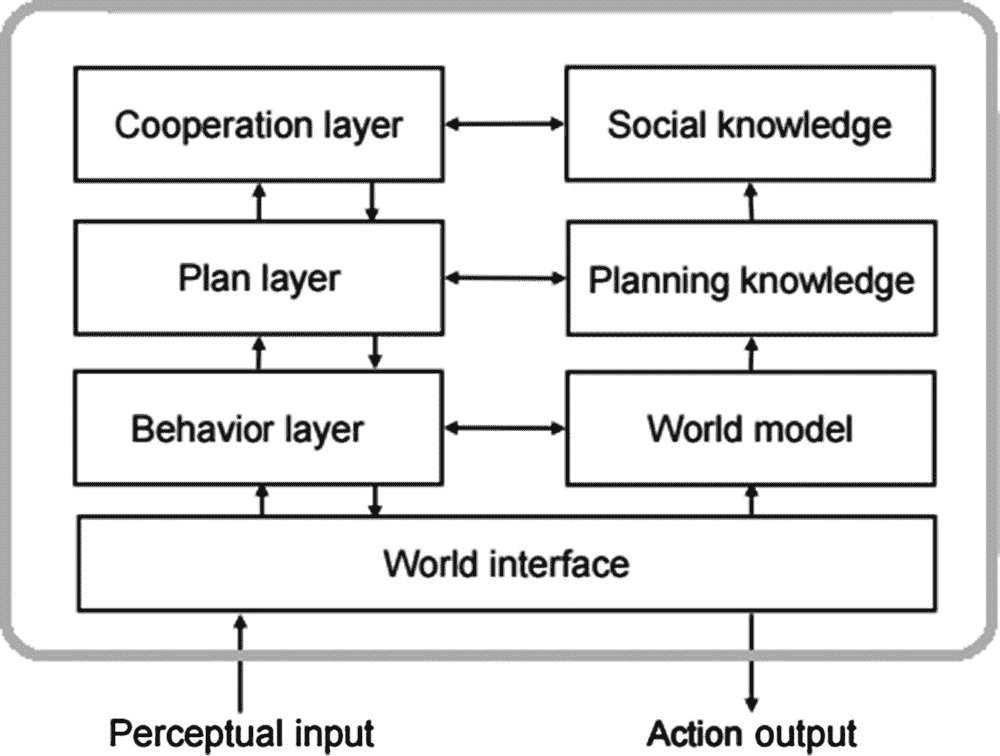 Cooperation layer
Social knowledge
Plan layer
Planning knowledge
Behavior layer
World model
World interface
Perceptual input
Action output